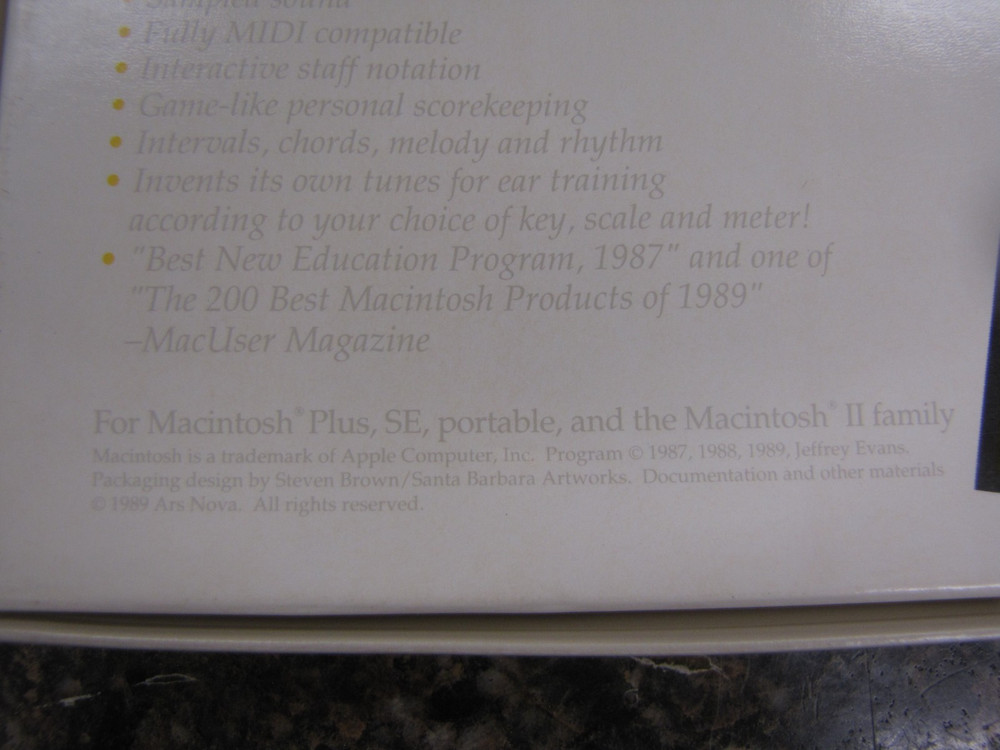 • Sampled sound
• Fully MIDI compatible
• Interactive staff notation
• Game-like personal scorekeeping
• Intervals, chords, melody and rhythm
• Invents its own tunes for ear training
according to your choice of key, scale and meter!
• "Best New Education Program, 1987" and one of
"The 200 Best Macintosh Products of 1989"
–MacUser Magazine
For Macintosh® Plus, SE, portable, and the Macintosh® II family
Macintosh is a trademark of Apple Computer, Inc. Program © 1987, 1988, 1989, Jeffrey Evans.
Packaging design by Steven Brown/Santa Barbara Artworks. Documentation and other materials
© 1989 Ars Nova. All rights reserved.